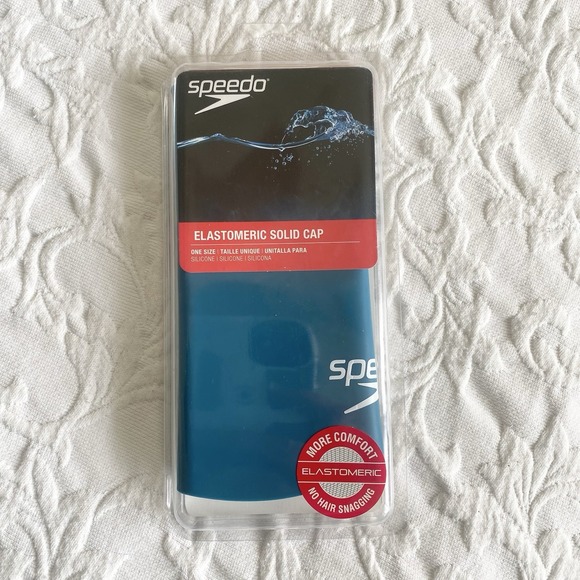 speedo
ELASTOMERIC SOLID CAP
ONE SIZE | TAILLE UNIQUE | UNITALLA PARA
SILICONE | SILICONE | SILICONA
spee
MORE COMFORT
ELASTOMERIC
NO HAIR SNAGGING